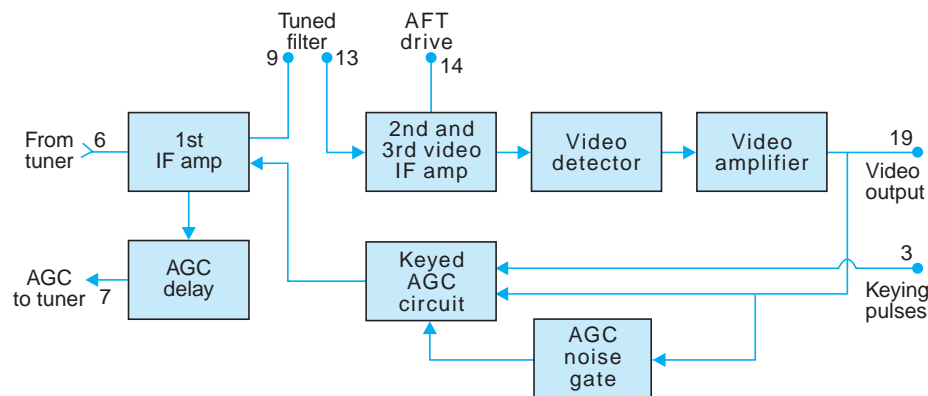 Tuned
filter
9
13
AFT
drive
14
From
tuner
6
1st
IF amp
2nd and
3rd video
IF amp
Video
detector
Video
amplifier
19
Video
output
AGC
to tuner
7
AGC
delay
Keyed
AGC
circuit
3
Keying
pulses
AGC
noise
gate